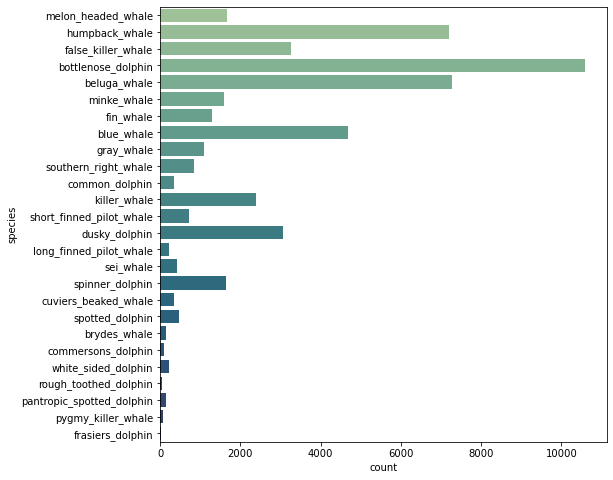 melon_headed_whale
humpback_whale
false_killer_whale
bottlenose_dolphin
beluga_whale
minke_whale
fin_whale
blue_whale
gray_whale
southern_right_whale
common_dolphin
killer_whale
short_finned_pilot_whale
dusky_dolphin
long_finned_pilot_whale
sei_whale
spinner_dolphin
cuviers_beaked_whale
spotted_dolphin
brydes_whale
commersons_dolphin
white_sided_dolphin
rough_toothed_dolphin
pantropic_spotted_dolphin
pygmy_killer_whale
frasiers_dolphin
species
0 2000 4000 6000 8000 10000
count